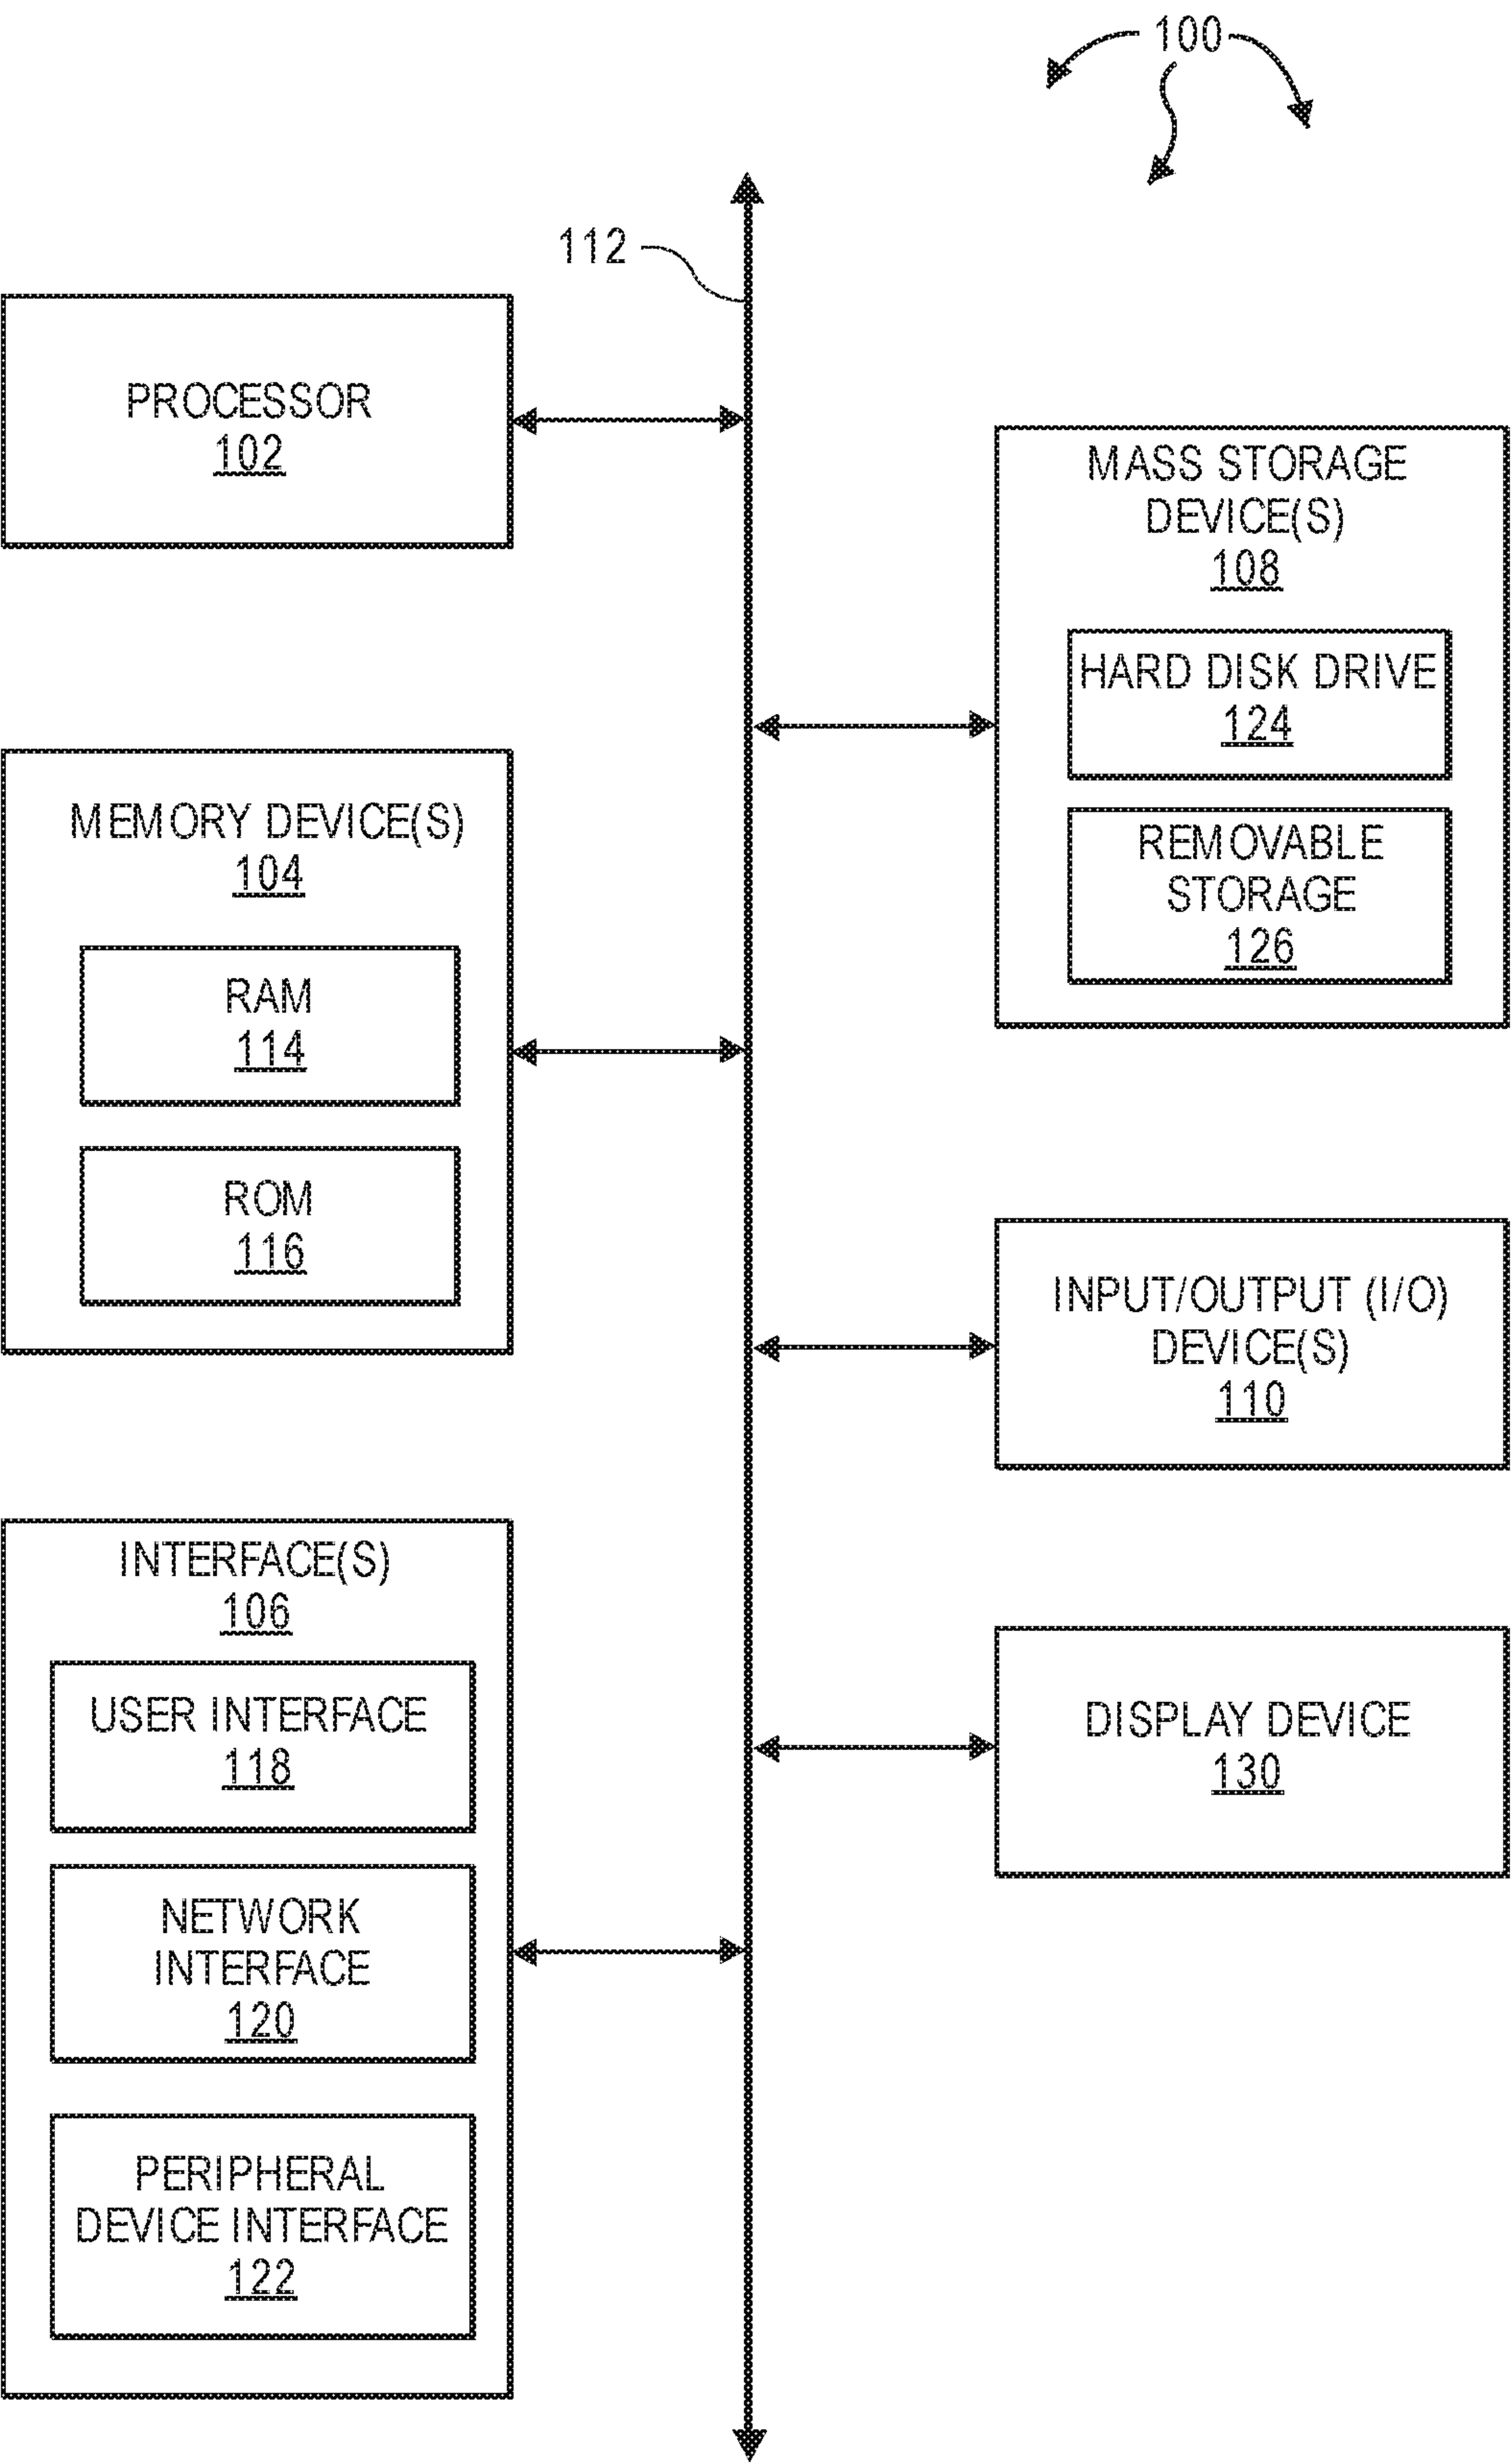 100
112
PROCESSOR
102
MASS STORAGE
DEVICE(S)
108
HARD DISK DRIVE
124
REMOVABLE
STORAGE
126
MEMORY DEVICE(S)
104
RAM
114
ROM
116
INPUT/OUTPUT (I/O)
DEVICE(S)
110
INTERFACE(S)
106
USER INTERFACE
118
NETWORK
INTERFACE
120
PERIPHERAL
DEVICE INTERFACE
122
DISPLAY DEVICE
130